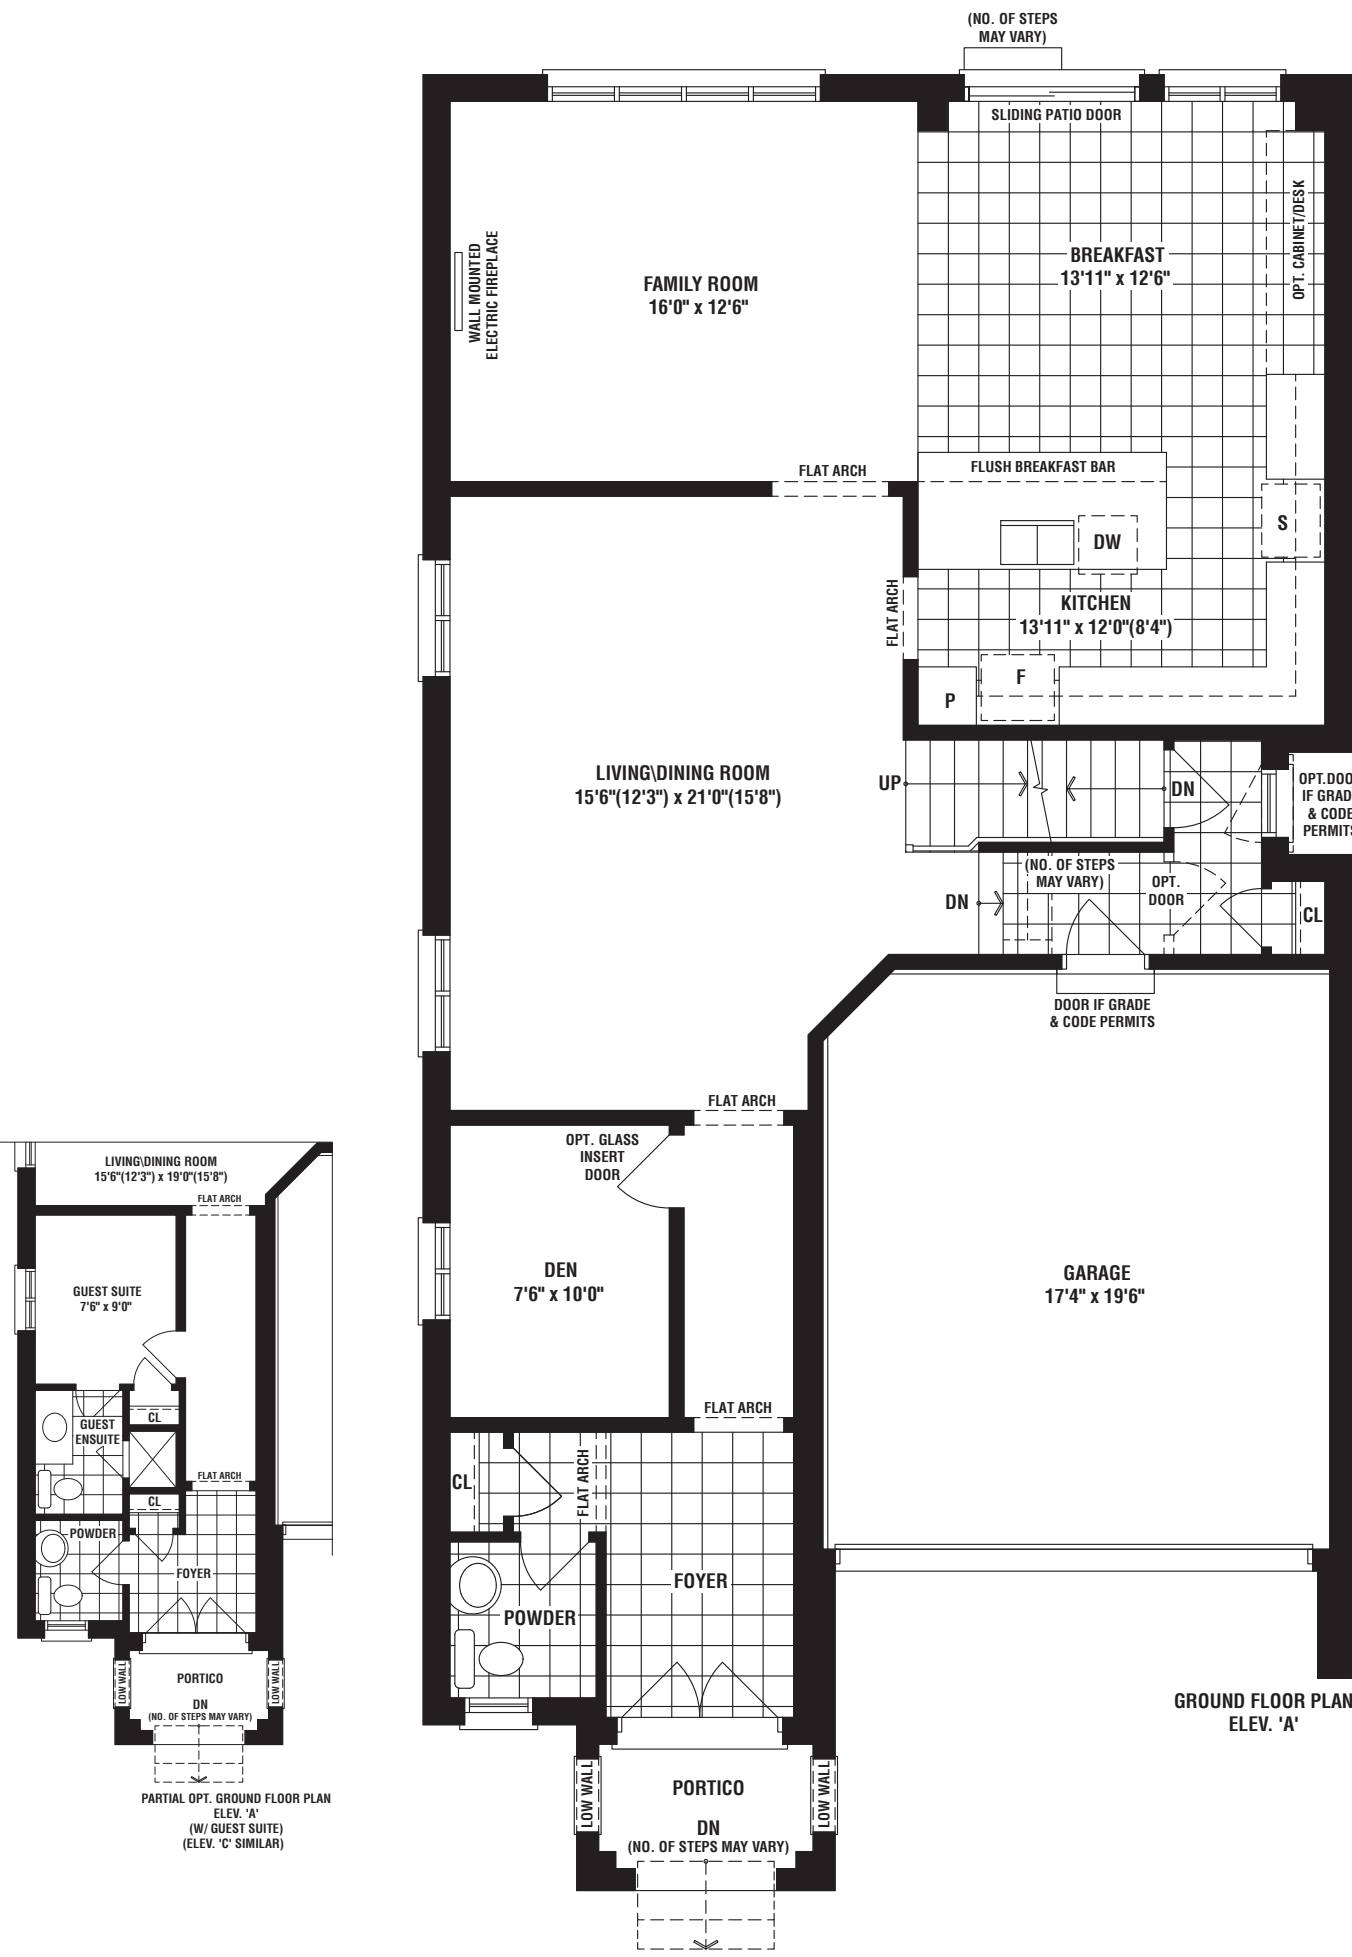 (NO. OF STEPS
MAY VARY)
SLIDING PATIO DOOR
WALL MOUNTED
ELECTRIC FIREPLACE
FAMILY ROOM
16'0" x 12'6"
BREAKFAST
13'11" x 12'6"
OPT. CABINET/DESK
FLAT ARCH
FLUSH BREAKFAST BAR
DW
S
FLAT ARCH
KITCHEN
13'11" x 12'0"(8'4")
P
F
LIVING\DINING ROOM
15'6"(12'3") x 21'0"(15'8")
UP
DN
OPT.DOO
IF GRAD
& CODE
PERMITS
(NO. OF STEPS
MAY VARY)
OPT.
DOOR
DN
CL
DOOR IF GRADE
& CODE PERMITS
FLAT ARCH
OPT. GLASS
INSERT
DOOR
DEN
7'6" x 10'0"
GARAGE
17'4" x 19'6"
FLAT ARCH
CL
FLAT ARCH
FOYER
POWDER
LOW WALL
PORTICO
LOW WALL
DN
(NO. OF STEPS MAY VARY)
GROUND FLOOR PLAN
ELEV. 'A'
LIVING\DINING ROOM
15'6"(12'3") x 19'0"(15'8")
FLAT ARCH
GUEST SUITE
7'6" x 9'0"
CL
GUEST
ENSUITE
FLAT ARCH
CL
POWDER
FOYER
LOW WALL
PORTICO
LOW WALL
DN
(NO. OF STEPS MAY VARY)
PARTIAL OPT. GROUND FLOOR PLAN
ELEV. 'A'
(W/ GUEST SUITE)
(ELEV. 'C' SIMILAR)